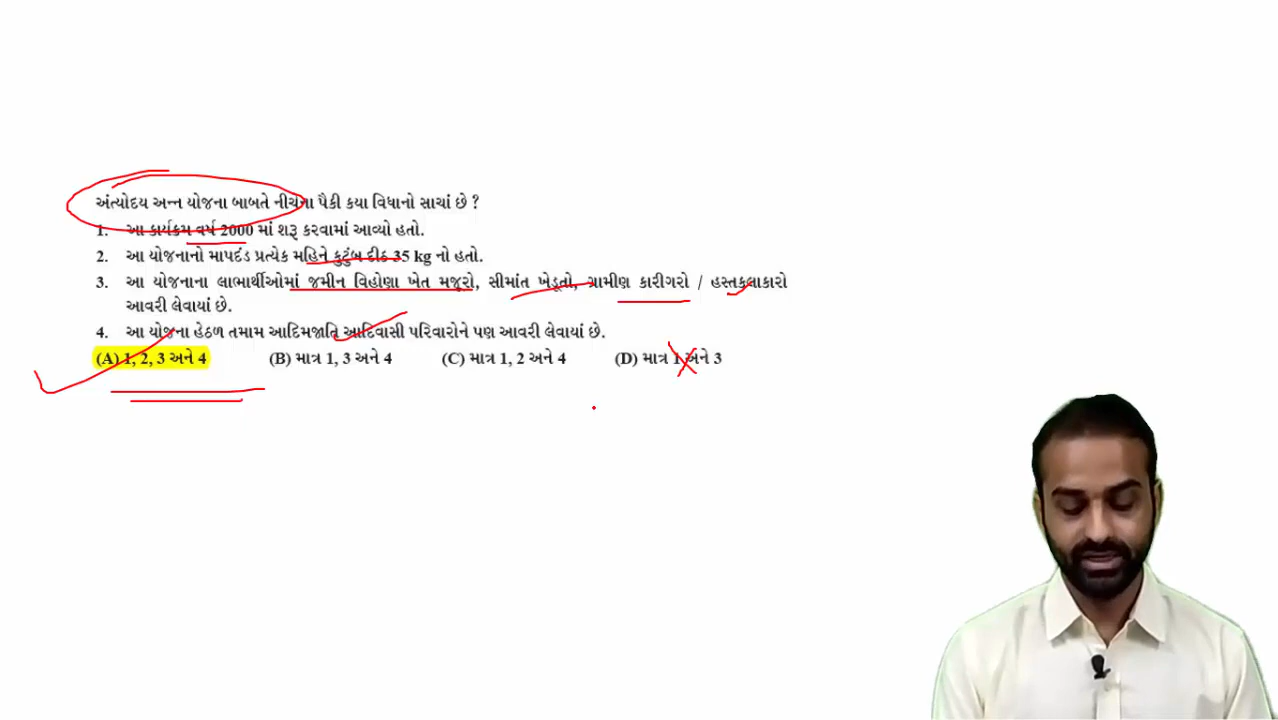 અંત્યોદય અન્ન યોજના બાબતે નીચેના પૈકી કયા વિધાનો સાચાં છે ?
1. આ કાર્યક્રમ વર્ષ 2000 માં શરૂ કરવામાં આવ્યો હતો.
2. આ યોજનાનો માપદંડ પ્રત્યેક મહિને કુટુંબ દીઠ 35 kg નો હતો.
3. આ યોજનાના લાભાર્થીઓમાં જમીન વિહોણા ખેત મજૂરો, સીમાંત ખેડૂતો, ગ્રામીણ કારીગરો / હસ્તકલાકારો
આવરી લેવાયાં છે.
4. આ યોજના હેઠળ તમામ આદિમજાતિ આદિવાસી પરિવારોને પણ આવરી લેવાયાં છે.
(A) 1, 2, 3 અને 4 (B) માત્ર 1, 3 અને 4 (C) માત્ર 1, 2 અને 4 (D) માત્ર 1 અને 3